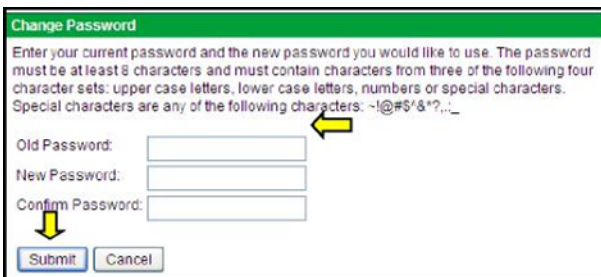 Change Password
Enter your current password and the new password you would like to use. The password
must be at least 8 characters and must contain characters from three of the following four
character sets: upper case letters, lower case letters, numbers or special characters.
Special characters are any of the following characters: ~!@#$^&*?,.:_
Old Password:
New Password:
Confirm Password:
Submit Cancel